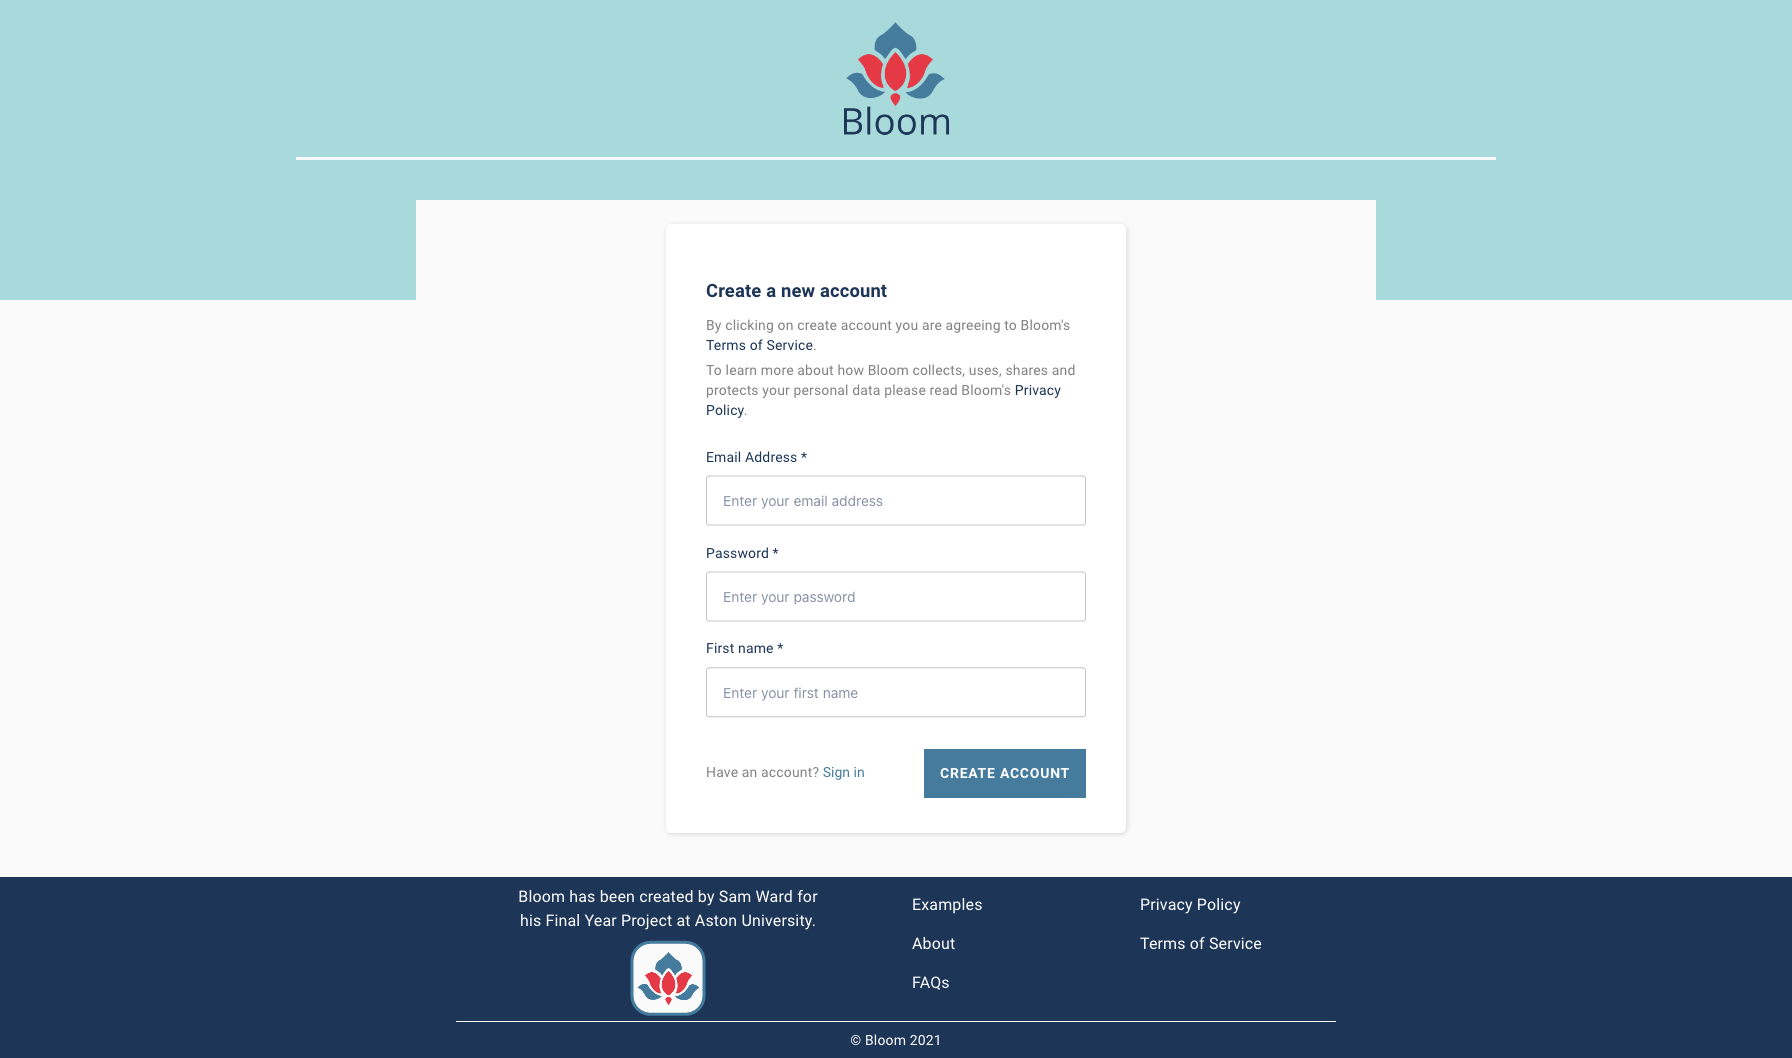 Bloom
Create a new account
By clicking on create account you are agreeing to Bloom's
Terms of Service.
To learn more about how Bloom collects, uses, shares and
protects your personal data please read Bloom's Privacy
Policy.
Email Address *
Enter your email address
Password *
Enter your password
First name *
Enter your first name
Have an account? Sign in
CREATE ACCOUNT
Bloom has been created by Sam Ward for
his Final Year Project at Aston University.
Examples
About
FAQs
Privacy Policy
Terms of Service
© Bloom 2021